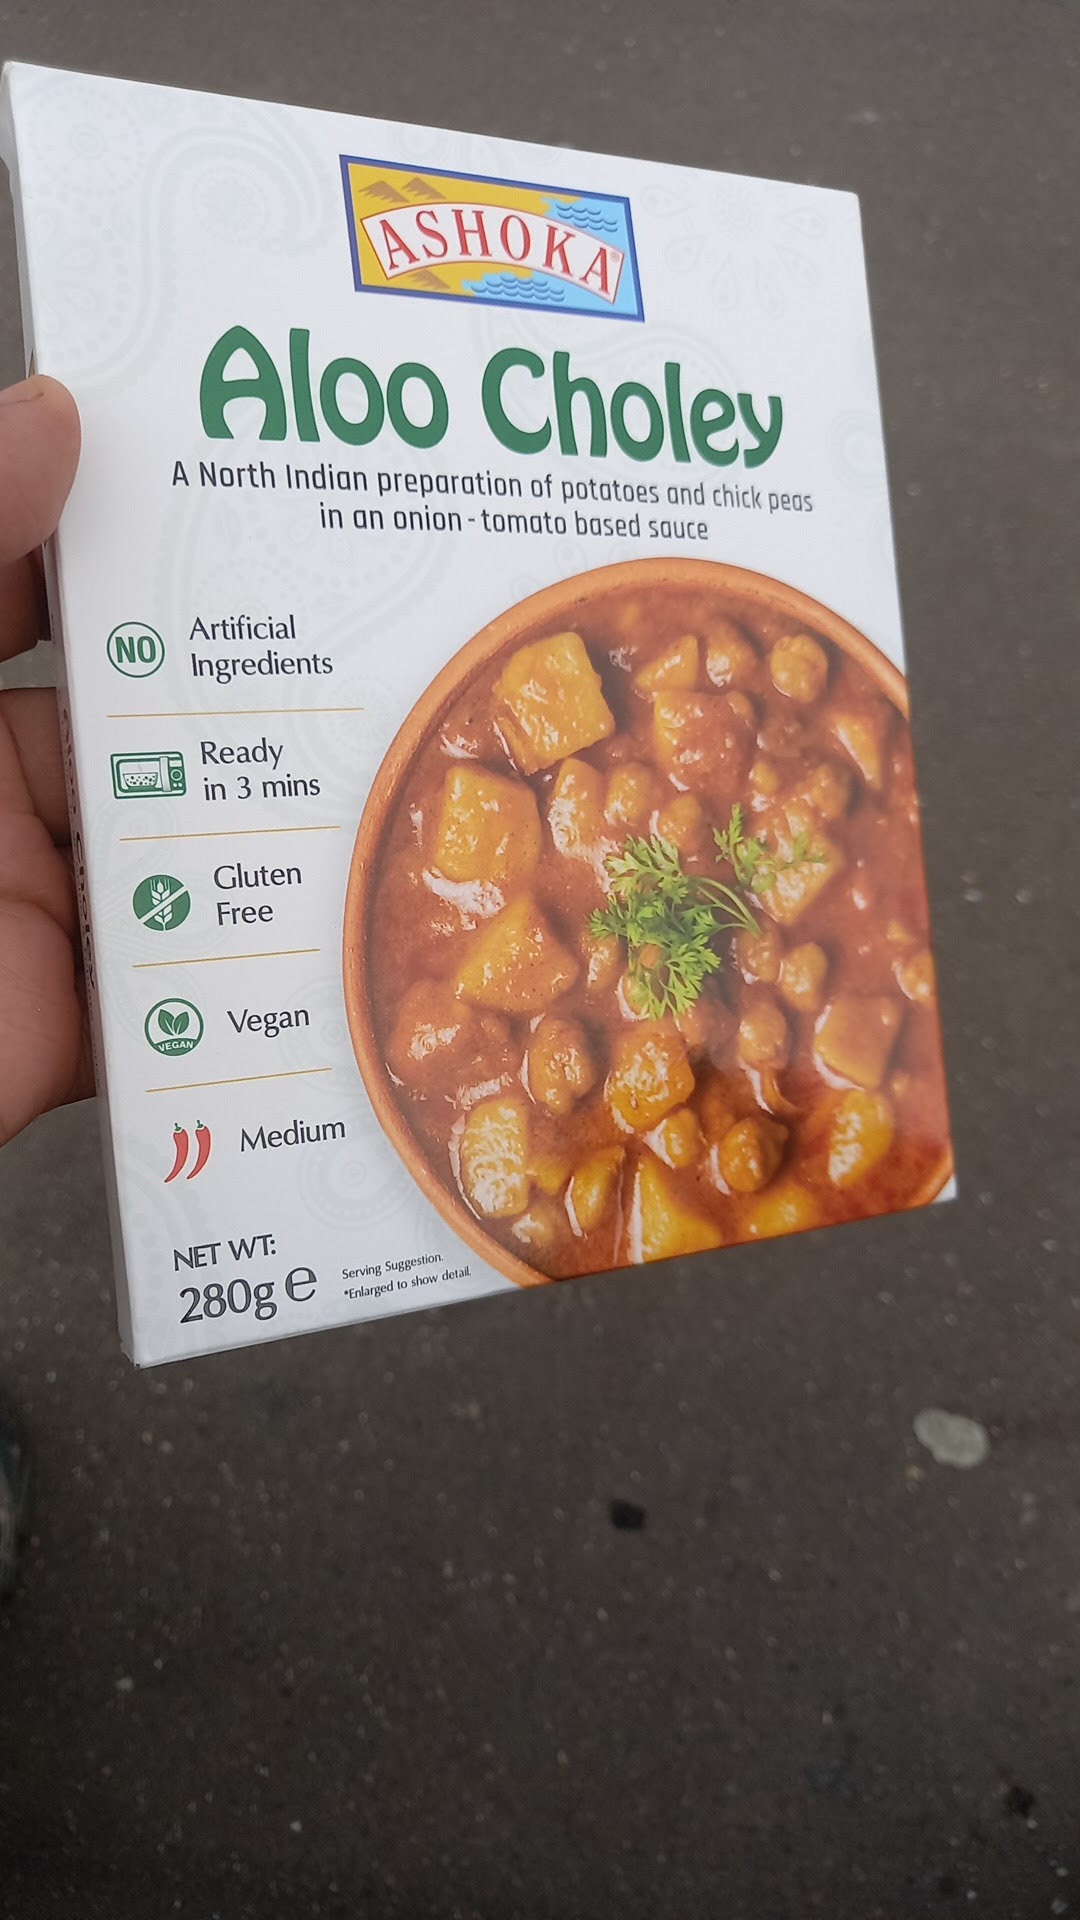 ASHOKA®
Aloo Choley
A North Indian preparation of potatoes and chick peas
in an onion - tomato based sauce
NO
Artificial
Ingredients
Ready
in 3 mins
Gluten
Free
VEGAN
Vegan
Medium
NET WT:
280g e
Serving Suggestion.
*Enlarged to show detail.